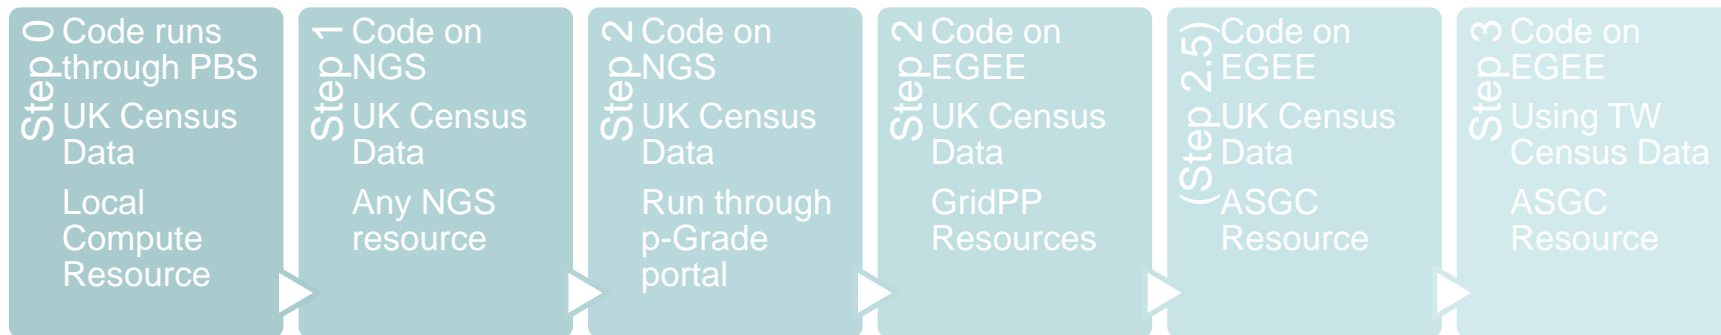 Step 0
Code runs
through PBS
UK Census
Data
Local
Compute
Resource
Step 1
Code on
NGS
UK Census
Data
Any NGS
resource
Step 2
Code on
NGS
UK Census
Data
Run through
p-Grade
portal
Step 2
Code on
EGEE
UK Census
Data
GridPP
Resources
(Step 2.5)
Code on
EGEE
UK Census
Data
ASGC
Resource
Step 3
Code on
EGEE
Using TW
Census Data
ASGC
Resource